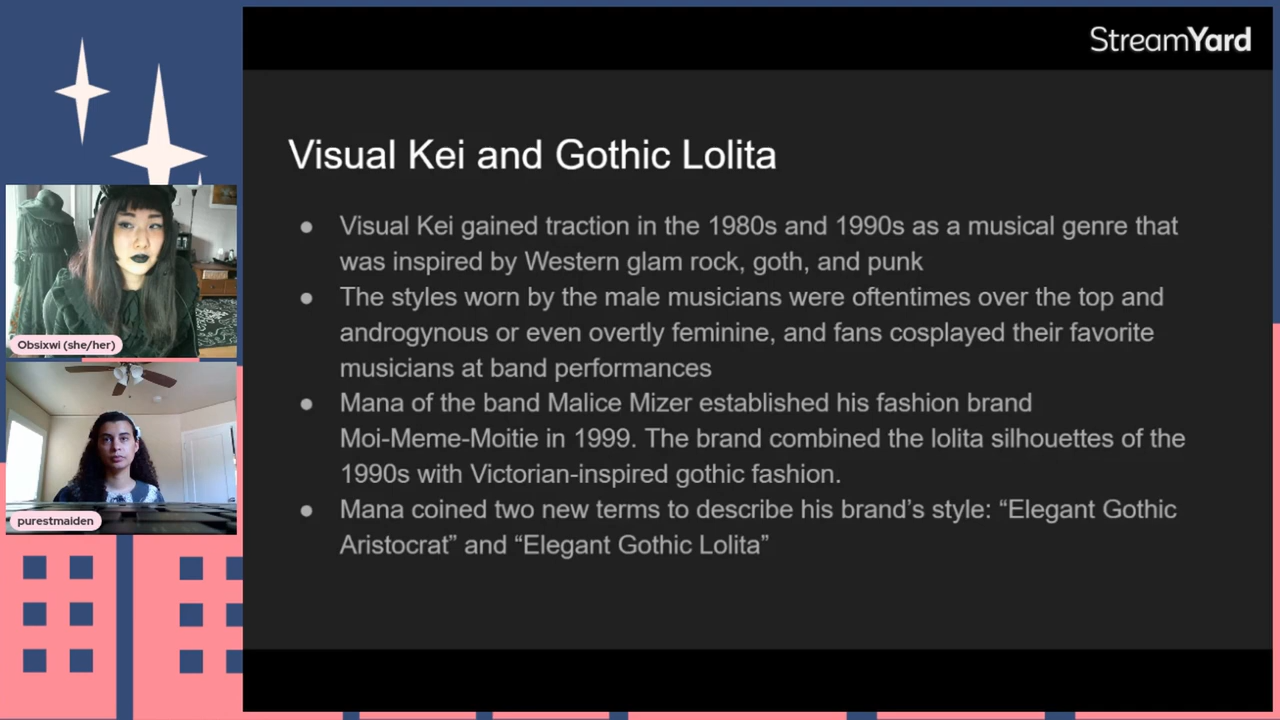 StreamYard
Visual Kei and Gothic Lolita
● Visual Kei gained traction in the 1980s and 1990s as a musical genre that
was inspired by Western glam rock, goth, and punk
● The styles worn by the male musicians were oftentimes over the top and
androgynous or even overtly feminine, and fans cosplayed their favorite
musicians at band performances
● Mana of the band Malice Mizer established his fashion brand
Moi-Meme-Moitie in 1999. The brand combined the lolita silhouettes of the
1990s with Victorian-inspired gothic fashion.
● Mana coined two new terms to describe his brand’s style: “Elegant Gothic
Aristocrat” and “Elegant Gothic Lolita”
Obsixwi (she/her)
purestmaiden